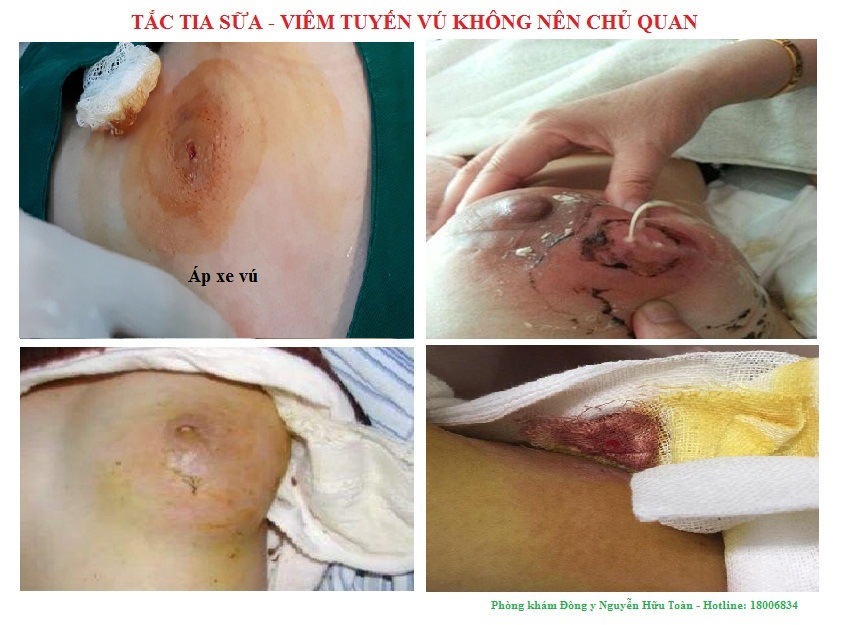 TẮC TIA SỮA - VIÊM TUYẾN VÚ KHÔNG NÊN CHỦ QUAN
Áp xe vú
Phòng khám Đông y Nguyễn Hữu Toàn - Hotline: 18006834